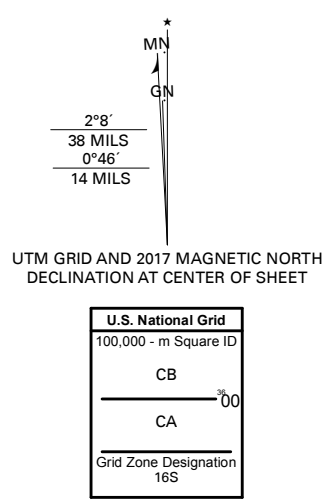 MN
GN
2°8´
38 MILS
0°46´
14 MILS
UTM GRID AND 2017 MAGNETIC NORTH
DECLINATION AT CENTER OF SHEET
U.S. National Grid
100,000 - m Square ID
CB
36 00
CA
Grid Zone Designation
16S